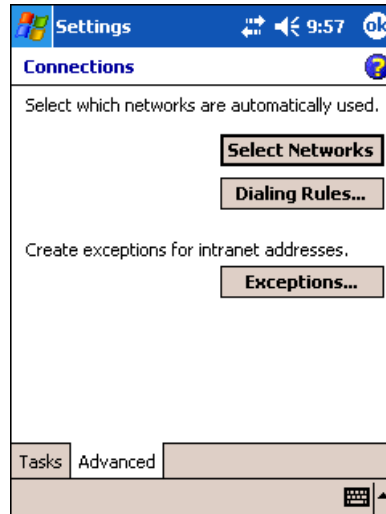 Settings 9:57 ok
Connections
Select which networks are automatically used.
Select Networks
Dialing Rules...
Create exceptions for intranet addresses.
Exceptions...
Tasks Advanced